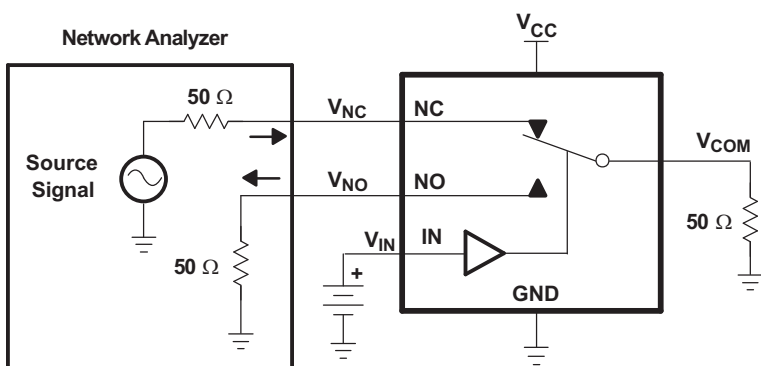 Network Analyzer
V_CC
50 Ω
V_NC
NC
V_COM
Source
Signal
V_NO
NO
50 Ω
V_IN
IN
50 Ω
+
GND